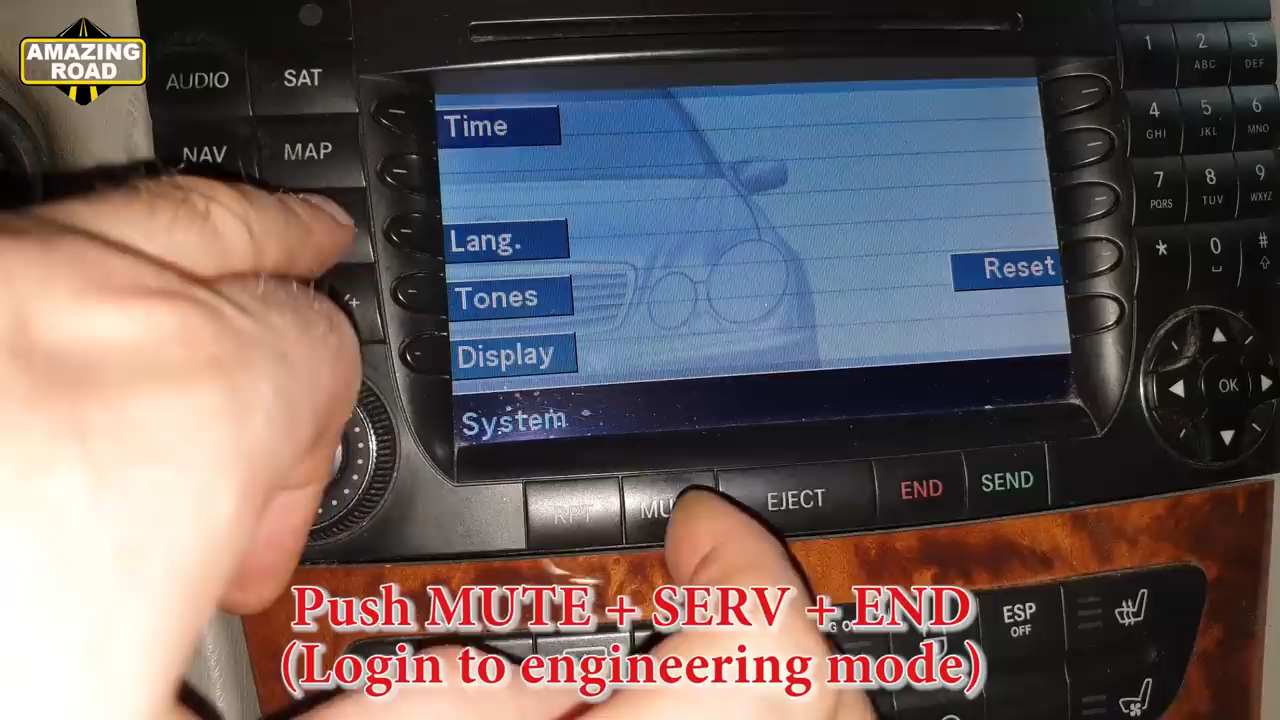 AMAZING
ROAD
AUDIO
SAT
NAV
MAP
Time
Lang.
Tones
Display
Reset
System
RPT
EJECT
END
SEND
1
2 ABC
3 DEF
4 GHI
5 JKL
6 MNO
7 PQRS
8 TUV
9 WXYZ
*
0
#
OK
ESP
OFF
Push MUTE + SERV + END
(Login to engineering mode)